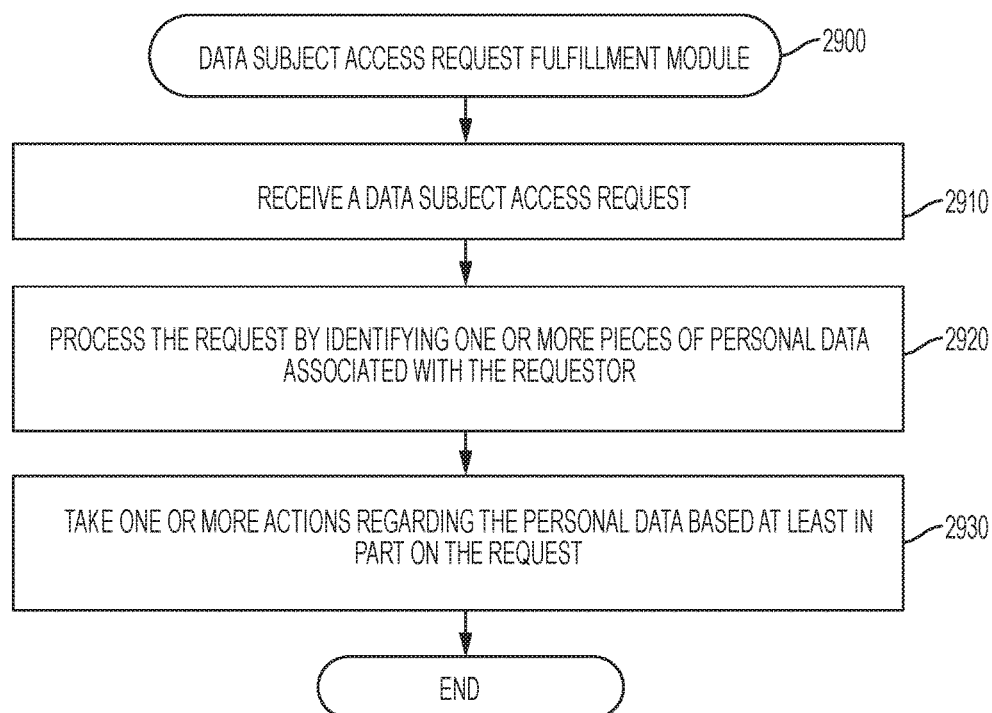 DATA SUBJECT ACCESS REQUEST FULFILLMENT MODULE
2900
RECEIVE A DATA SUBJECT ACCESS REQUEST
2910
PROCESS THE REQUEST BY IDENTIFYING ONE OR MORE PIECES OF PERSONAL DATA
ASSOCIATED WITH THE REQUESTOR
2920
TAKE ONE OR MORE ACTIONS REGARDING THE PERSONAL DATA BASED AT LEAST IN
PART ON THE REQUEST
2930
END